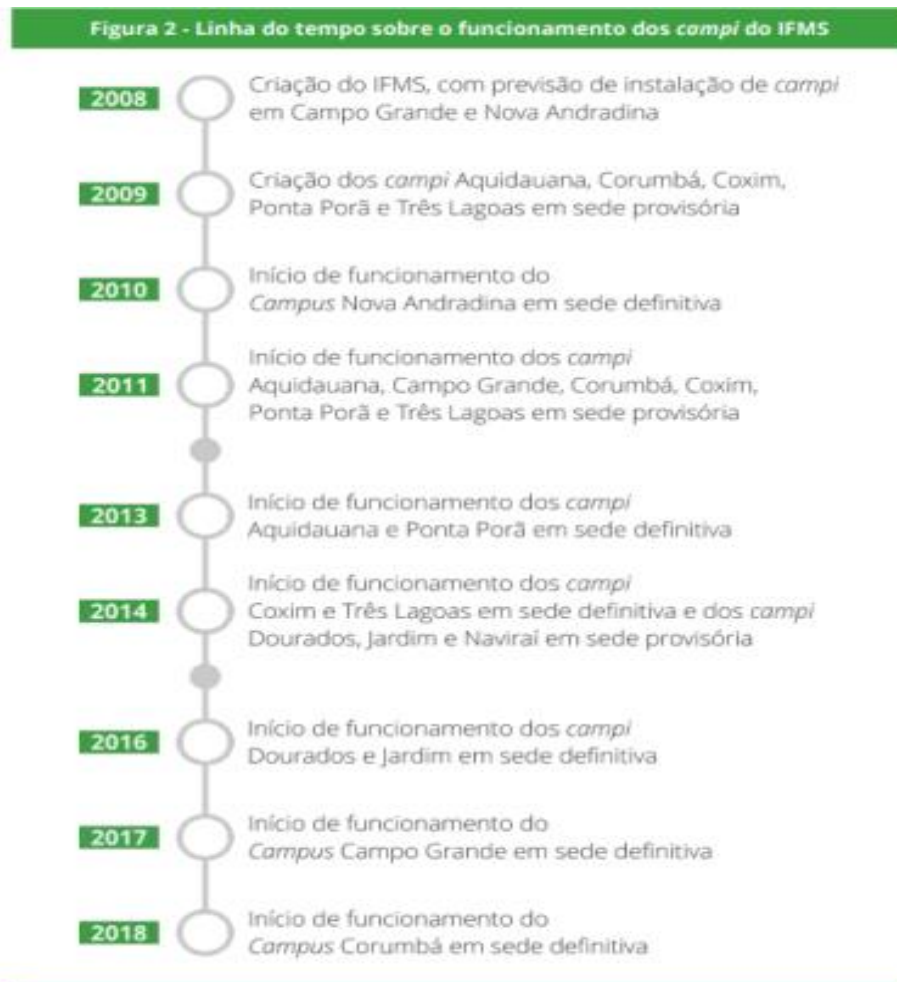 Figura 2 - Linha do tempo sobre o funcionamento dos campi do IFMS
2008
Criação do IFMS, com previsão de instalação de campi
em Campo Grande e Nova Andradina
2009
Criação dos campi Aquidauana, Corumbá, Coxim,
Ponta Porã e Três Lagoas em sede provisória
2010
Início de funcionamento do
Campus Nova Andradina em sede definitiva
2011
Início de funcionamento dos campi
Aquidauana, Campo Grande, Corumbá, Coxim,
Ponta Porã e Três Lagoas em sede provisória
2013
Início de funcionamento dos campi
Aquidauana e Ponta Porã em sede definitiva
2014
Início de funcionamento dos campi
Coxim e Três Lagoas em sede definitiva e dos campi
Dourados, Jardim e Naviraí em sede provisória
2016
Início de funcionamento dos campi
Dourados e Jardim em sede definitiva
2017
Início de funcionamento do
Campus Campo Grande em sede definitiva
2018
Início de funcionamento do
Campus Corumbá em sede definitiva